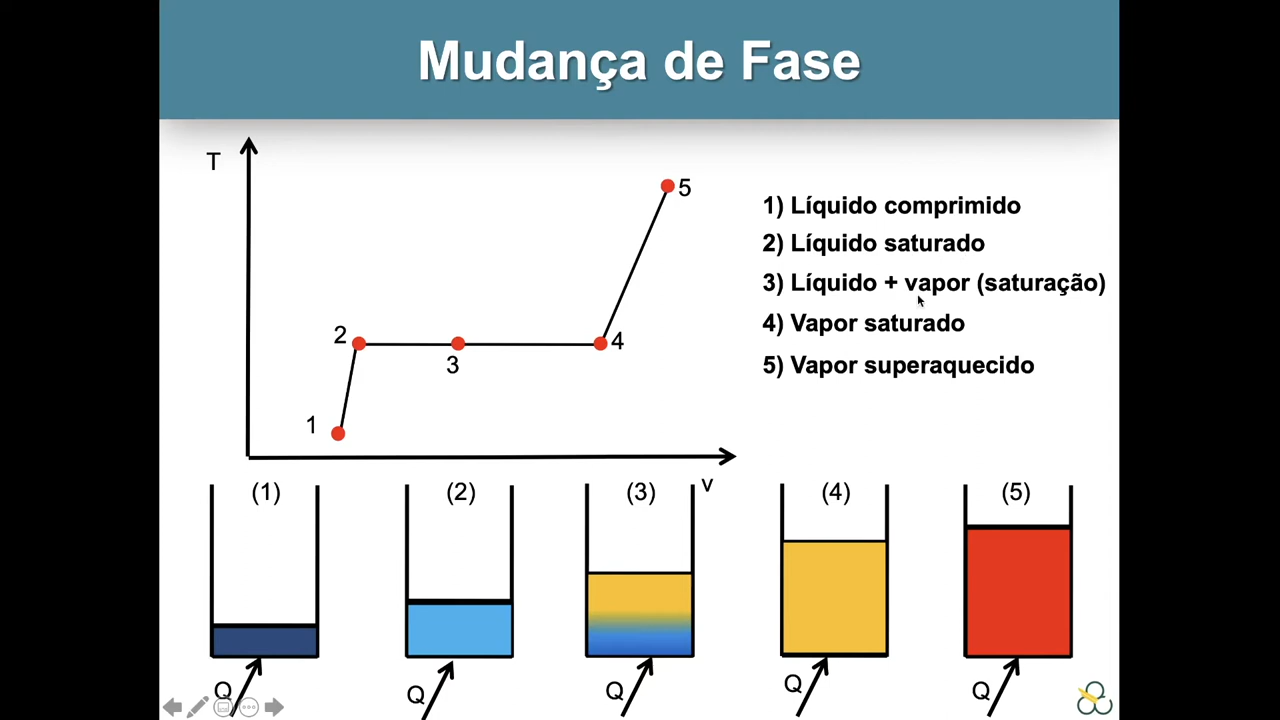 Mudança de Fase
T
5
1) Líquido comprimido
2) Líquido saturado
3) Líquido + vapor (saturação)
4) Vapor saturado
5) Vapor superaquecido
2
3
4
1
v
(1)
(2)
(3)
(4)
(5)
Q
Q
Q
Q
Q